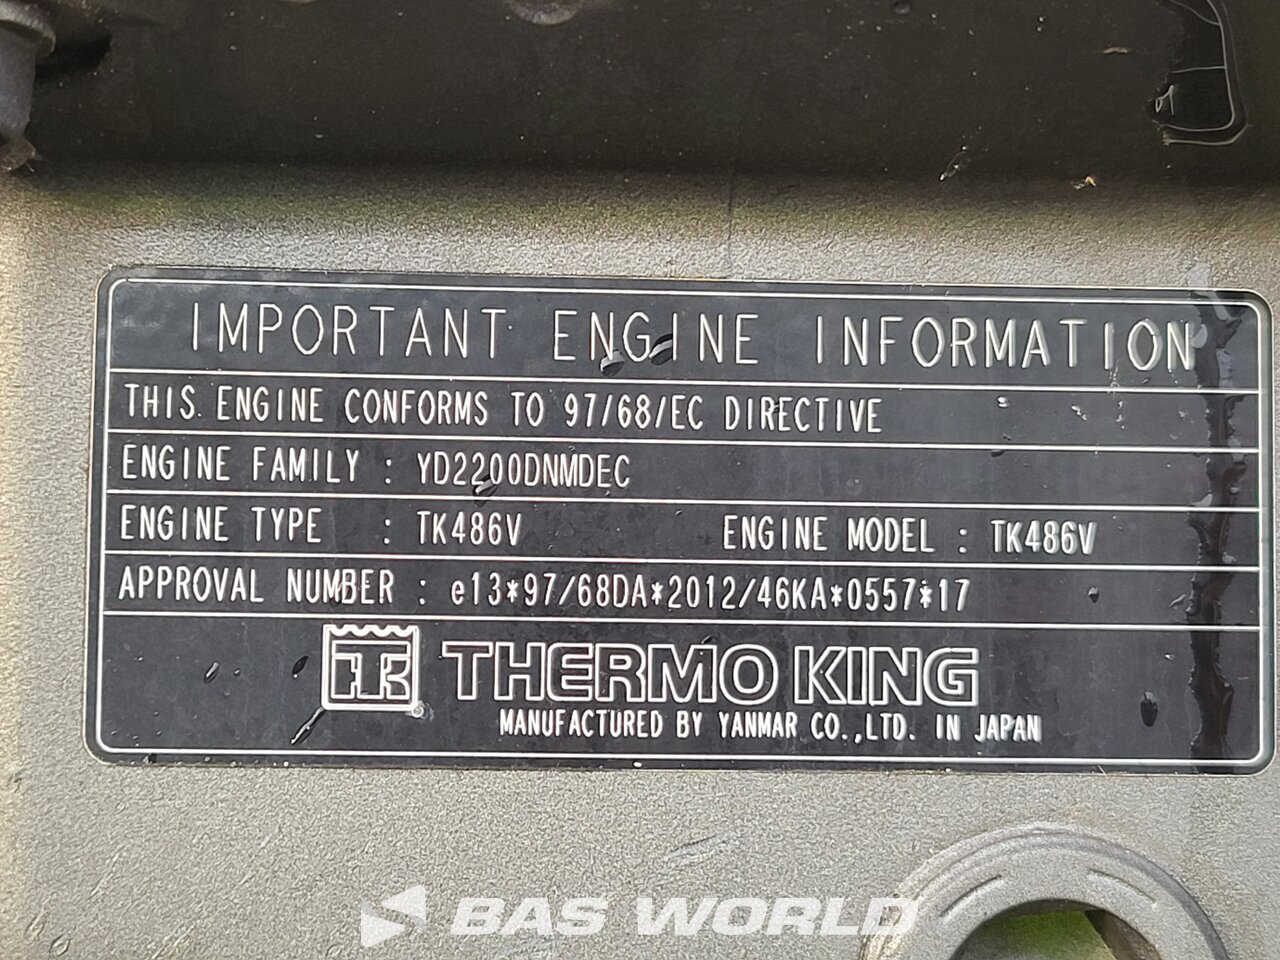 IMPORTANT ENGINE INFORMATION
THIS ENGINE CONFORMS TO 97/68/EC DIRECTIVE
ENGINE FAMILY : YD2200DNMDEC
ENGINE TYPE : TK486V ENGINE MODEL : TK486V
APPROVAL NUMBER : e13*97/68DA*2012/46KA*0557*17
TK THERMO KING
MANUFACTURED BY YANMAR CO.,LTD. IN JAPAN
BAS WORLD